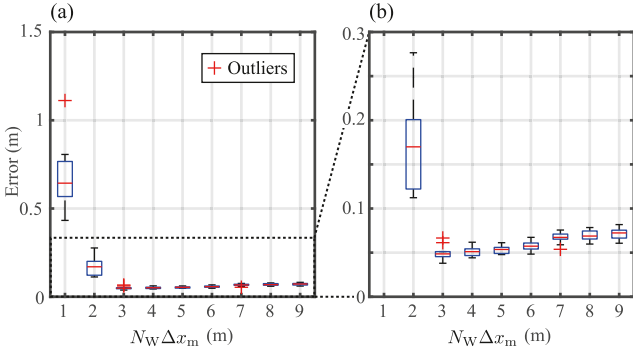 (a)
1.5
1
0.5
0
Error (m)
+ Outliers
1 2 3 4 5 6 7 8 9
N_W Δx_m (m)
(b)
0.3
0.2
0.1
0
1 2 3 4 5 6 7 8 9
N_W Δx_m (m)